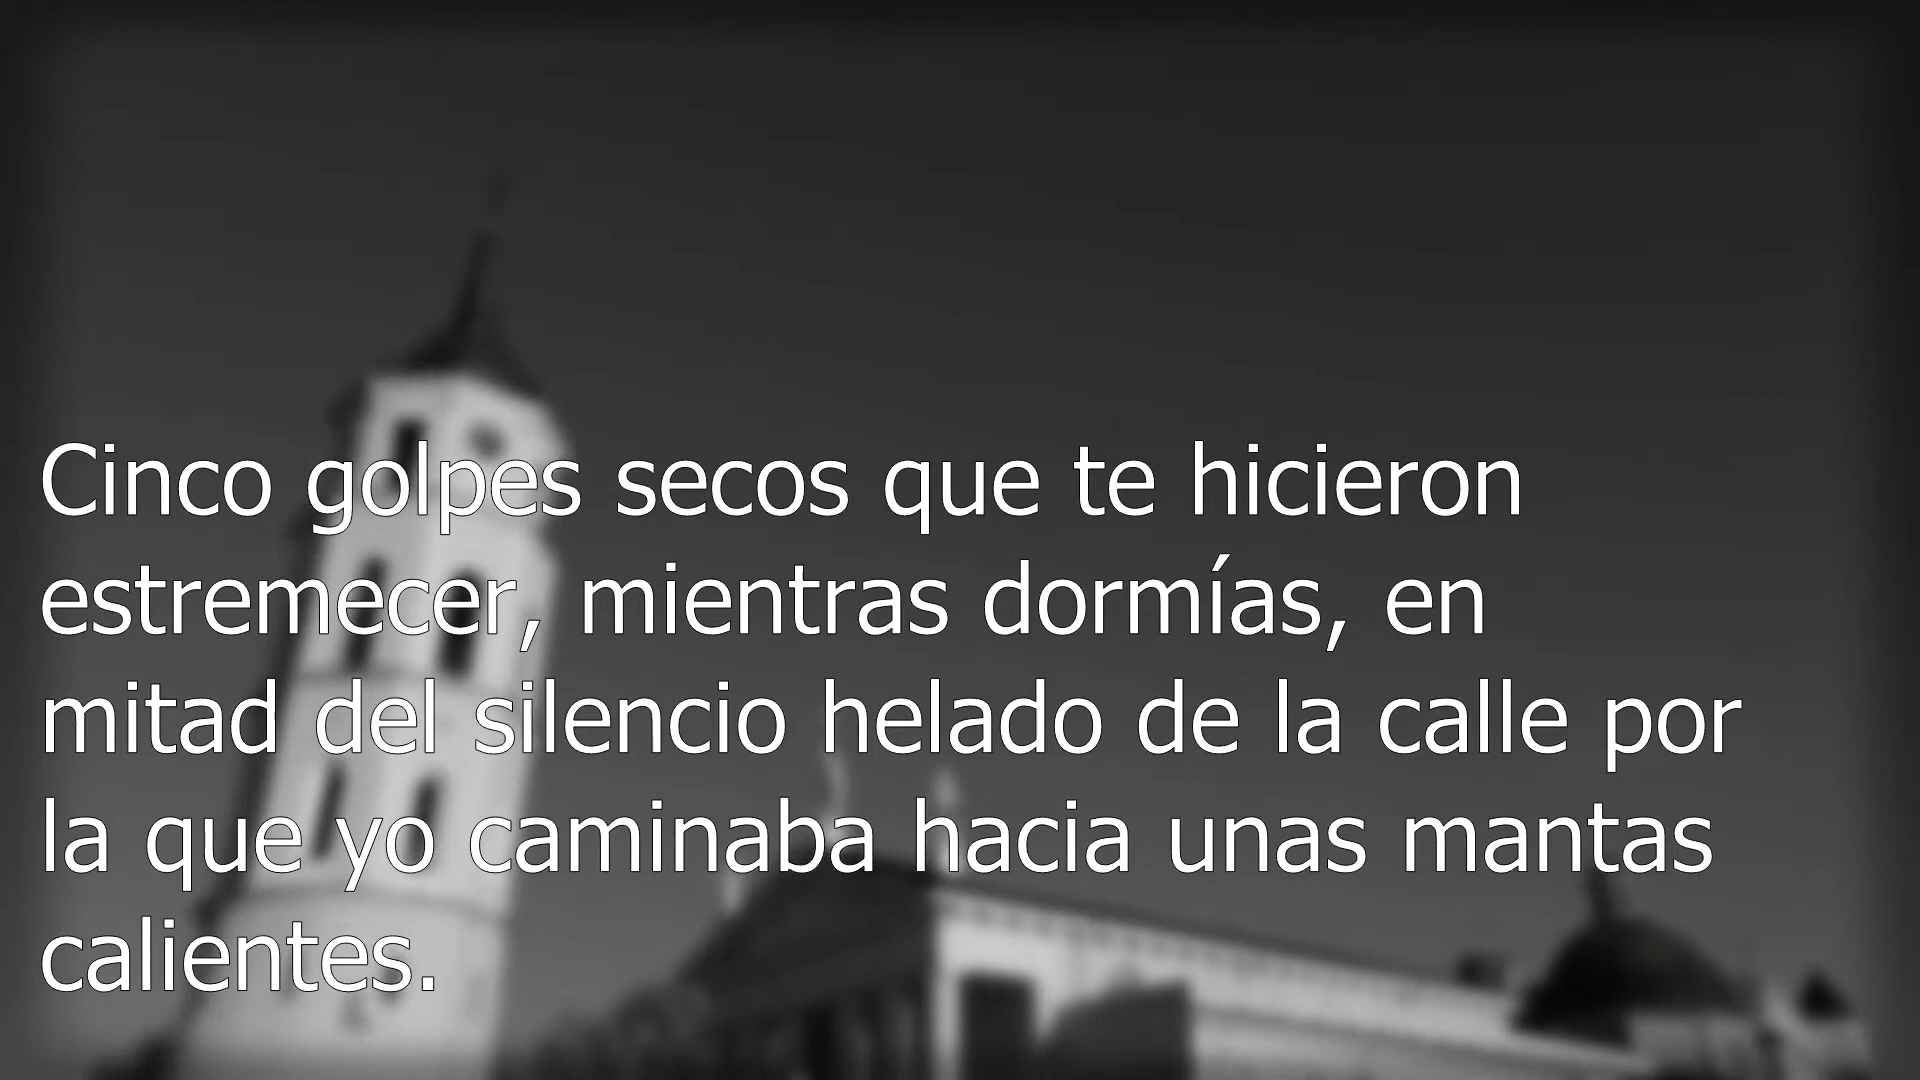 Cinco golpes secos que te hicieron
estremecer, mientras dormías, en
mitad del silencio helado de la calle por
la que yo caminaba hacia unas mantas
calientes.